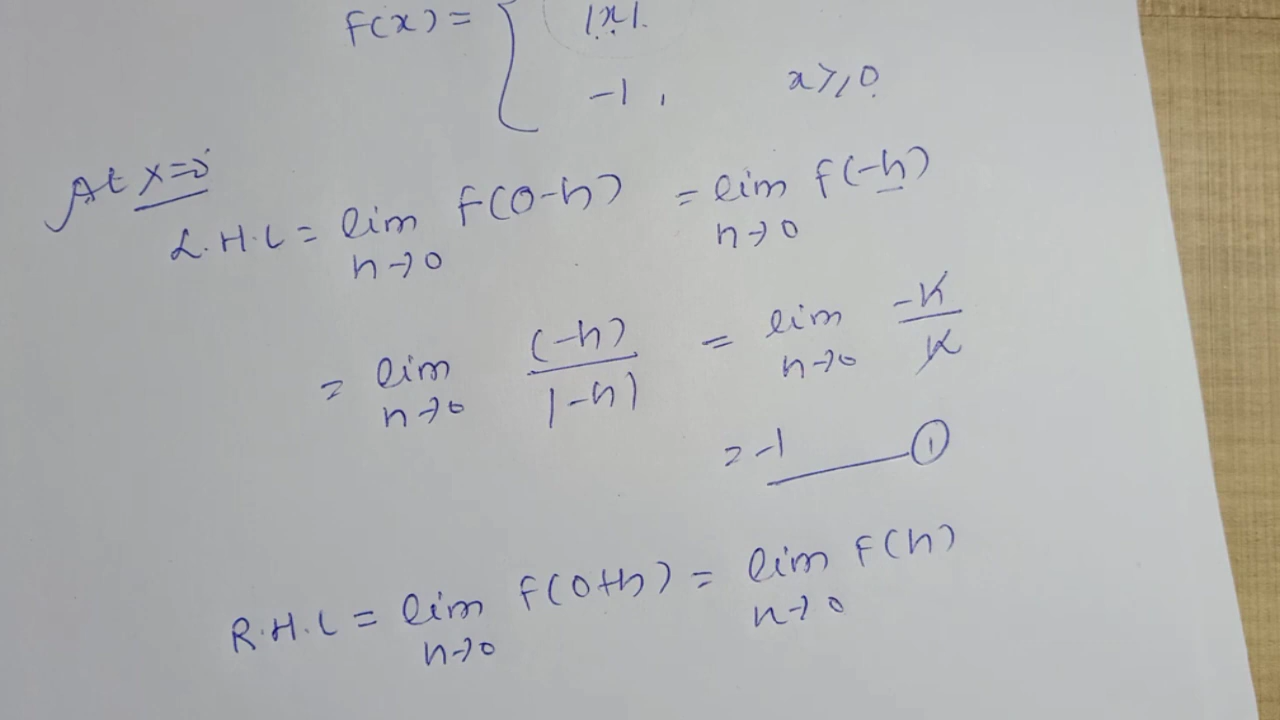 f(x) = { |x|.
-1 , x ≥ 0
At x=0
L.H.L = lim f(0-h) = lim f(-h)
h→0 h→0
= lim (-h)/|-h| = lim -h/h
h→0 h→0
= -1 ①
R.H.L = lim f(0+h) = lim f(h)
h→0 h→0